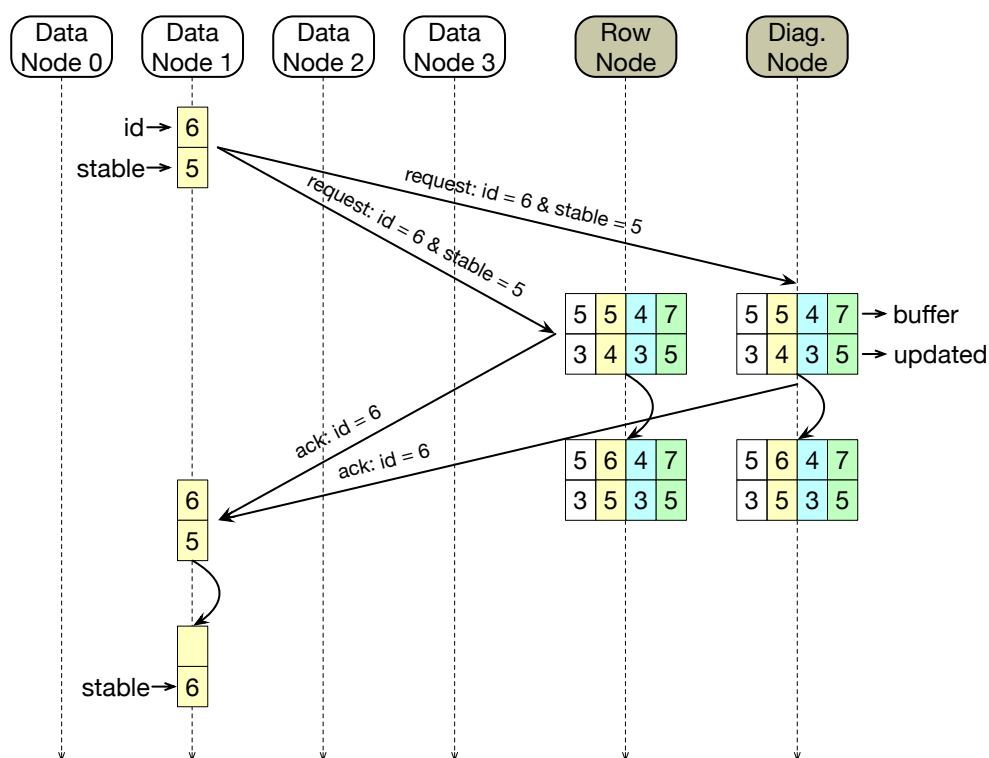 Data Node 0
Data Node 1
Data Node 2
Data Node 3
Row Node
Diag. Node
id 6
stable 5
request: id = 6 & stable = 5
request: id = 6 & stable = 5
5 5 4 7 5 5 4 7 buffer
3 4 3 5 3 4 3 5 updated
ack: id = 6
ack: id = 6
5 6 4 7 5 6 4 7
3 5 3 5 3 5 3 5
6
5
stable 6